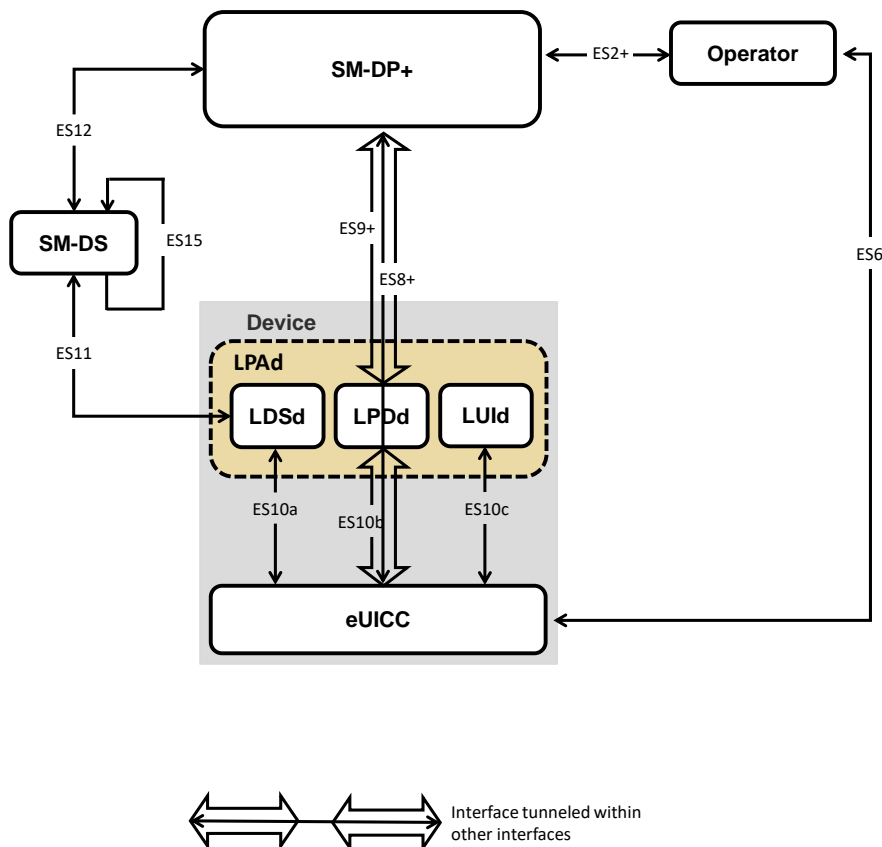 SM-DP+
ES2+
Operator
ES12
SM-DS
ES15
ES9+
ES8+
ES6
Device
ES11
LPAd
LDSd
LPDd
LUId
ES10a
ES10b
ES10c
eUICC
Interface tunneled within
other interfaces